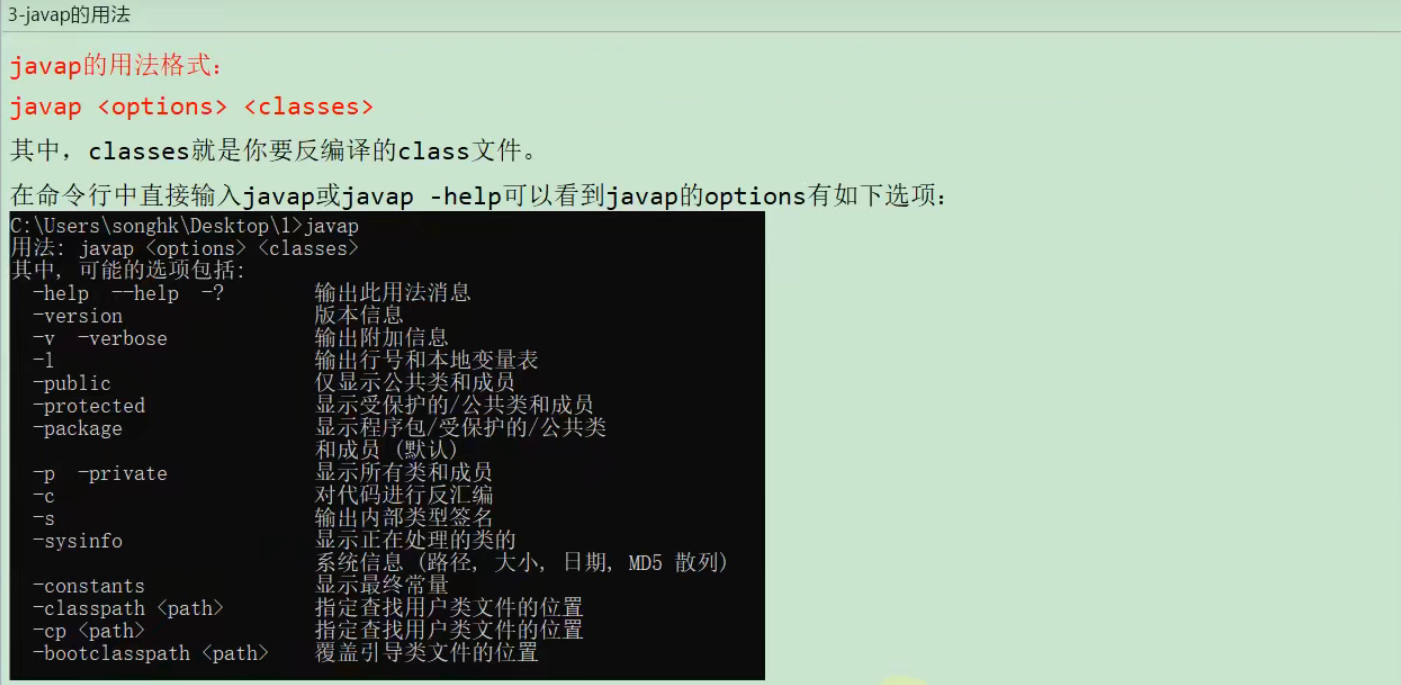 3-javap的用法
javap的用法格式:
javap <options> <classes>
其中，classes就是你要反编译的class文件。
在命令行中直接输入javap或javap -help可以看到javap的options有如下选项:
C:\Users\songhk\Desktop\1>javap
用法: javap <options> <classes>
其中, 可能的选项包括:
-help --help -? 输出此用法消息
-version 版本信息
-v -verbose 输出附加信息
-l 输出行号和本地变量表
-public 仅显示公共类和成员
-protected 显示受保护的/公共类和成员
-package 显示程序包/受保护的/公共类
和成员 (默认)
-p -private 显示所有类和成员
-c 对代码进行反汇编
-s 输出内部类型签名
-sysinfo 显示正在处理的类的
系统信息 (路径, 大小, 日期, MD5 散列)
-constants 显示最终常量
-classpath <path> 指定查找用户类文件的位置
-cp <path> 指定查找用户类文件的位置
-bootclasspath <path> 覆盖引导类文件的位置